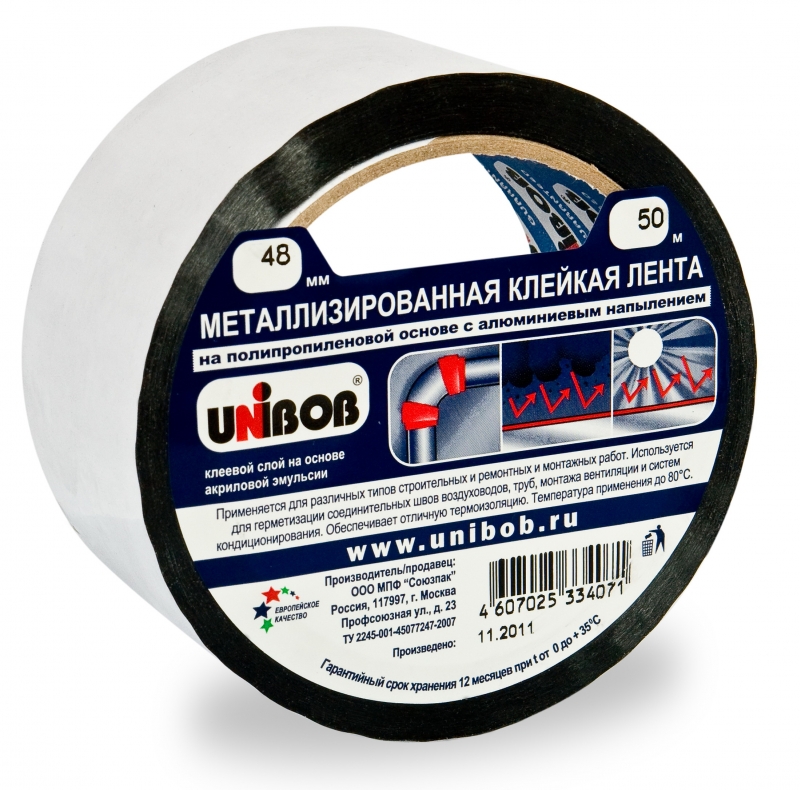 UNIBOB
GUARANTEED
48 мм
50 м
МЕТАЛЛИЗИРОВАННАЯ КЛЕЙКАЯ ЛЕНТА
на полипропиленовой основе с алюминиевым напылением
UNIBOB®
клеевой слой на основе
акриловой эмульсии
Применяется для различных типов строительных и ремонтных и монтажных работ. Используется
для герметизации соединительных швов воздуховодов, труб, монтажа вентиляции и систем
кондиционирования. Обеспечивает отличную термоизоляцию. Температура применения до 80°С.
www.unibob.ru
ЕВРОПЕЙСКОЕ
КАЧЕСТВО
Производитель/продавец:
ООО МПФ "Союзпак"
Россия, 117997, г. Москва
Профсоюзная ул., д. 23
ТУ 2245-001-45077247-2007
Произведено:
11.2011
4 607025 334071
Гарантийный срок хранения 12 месяцев при t от 0 до +35°С